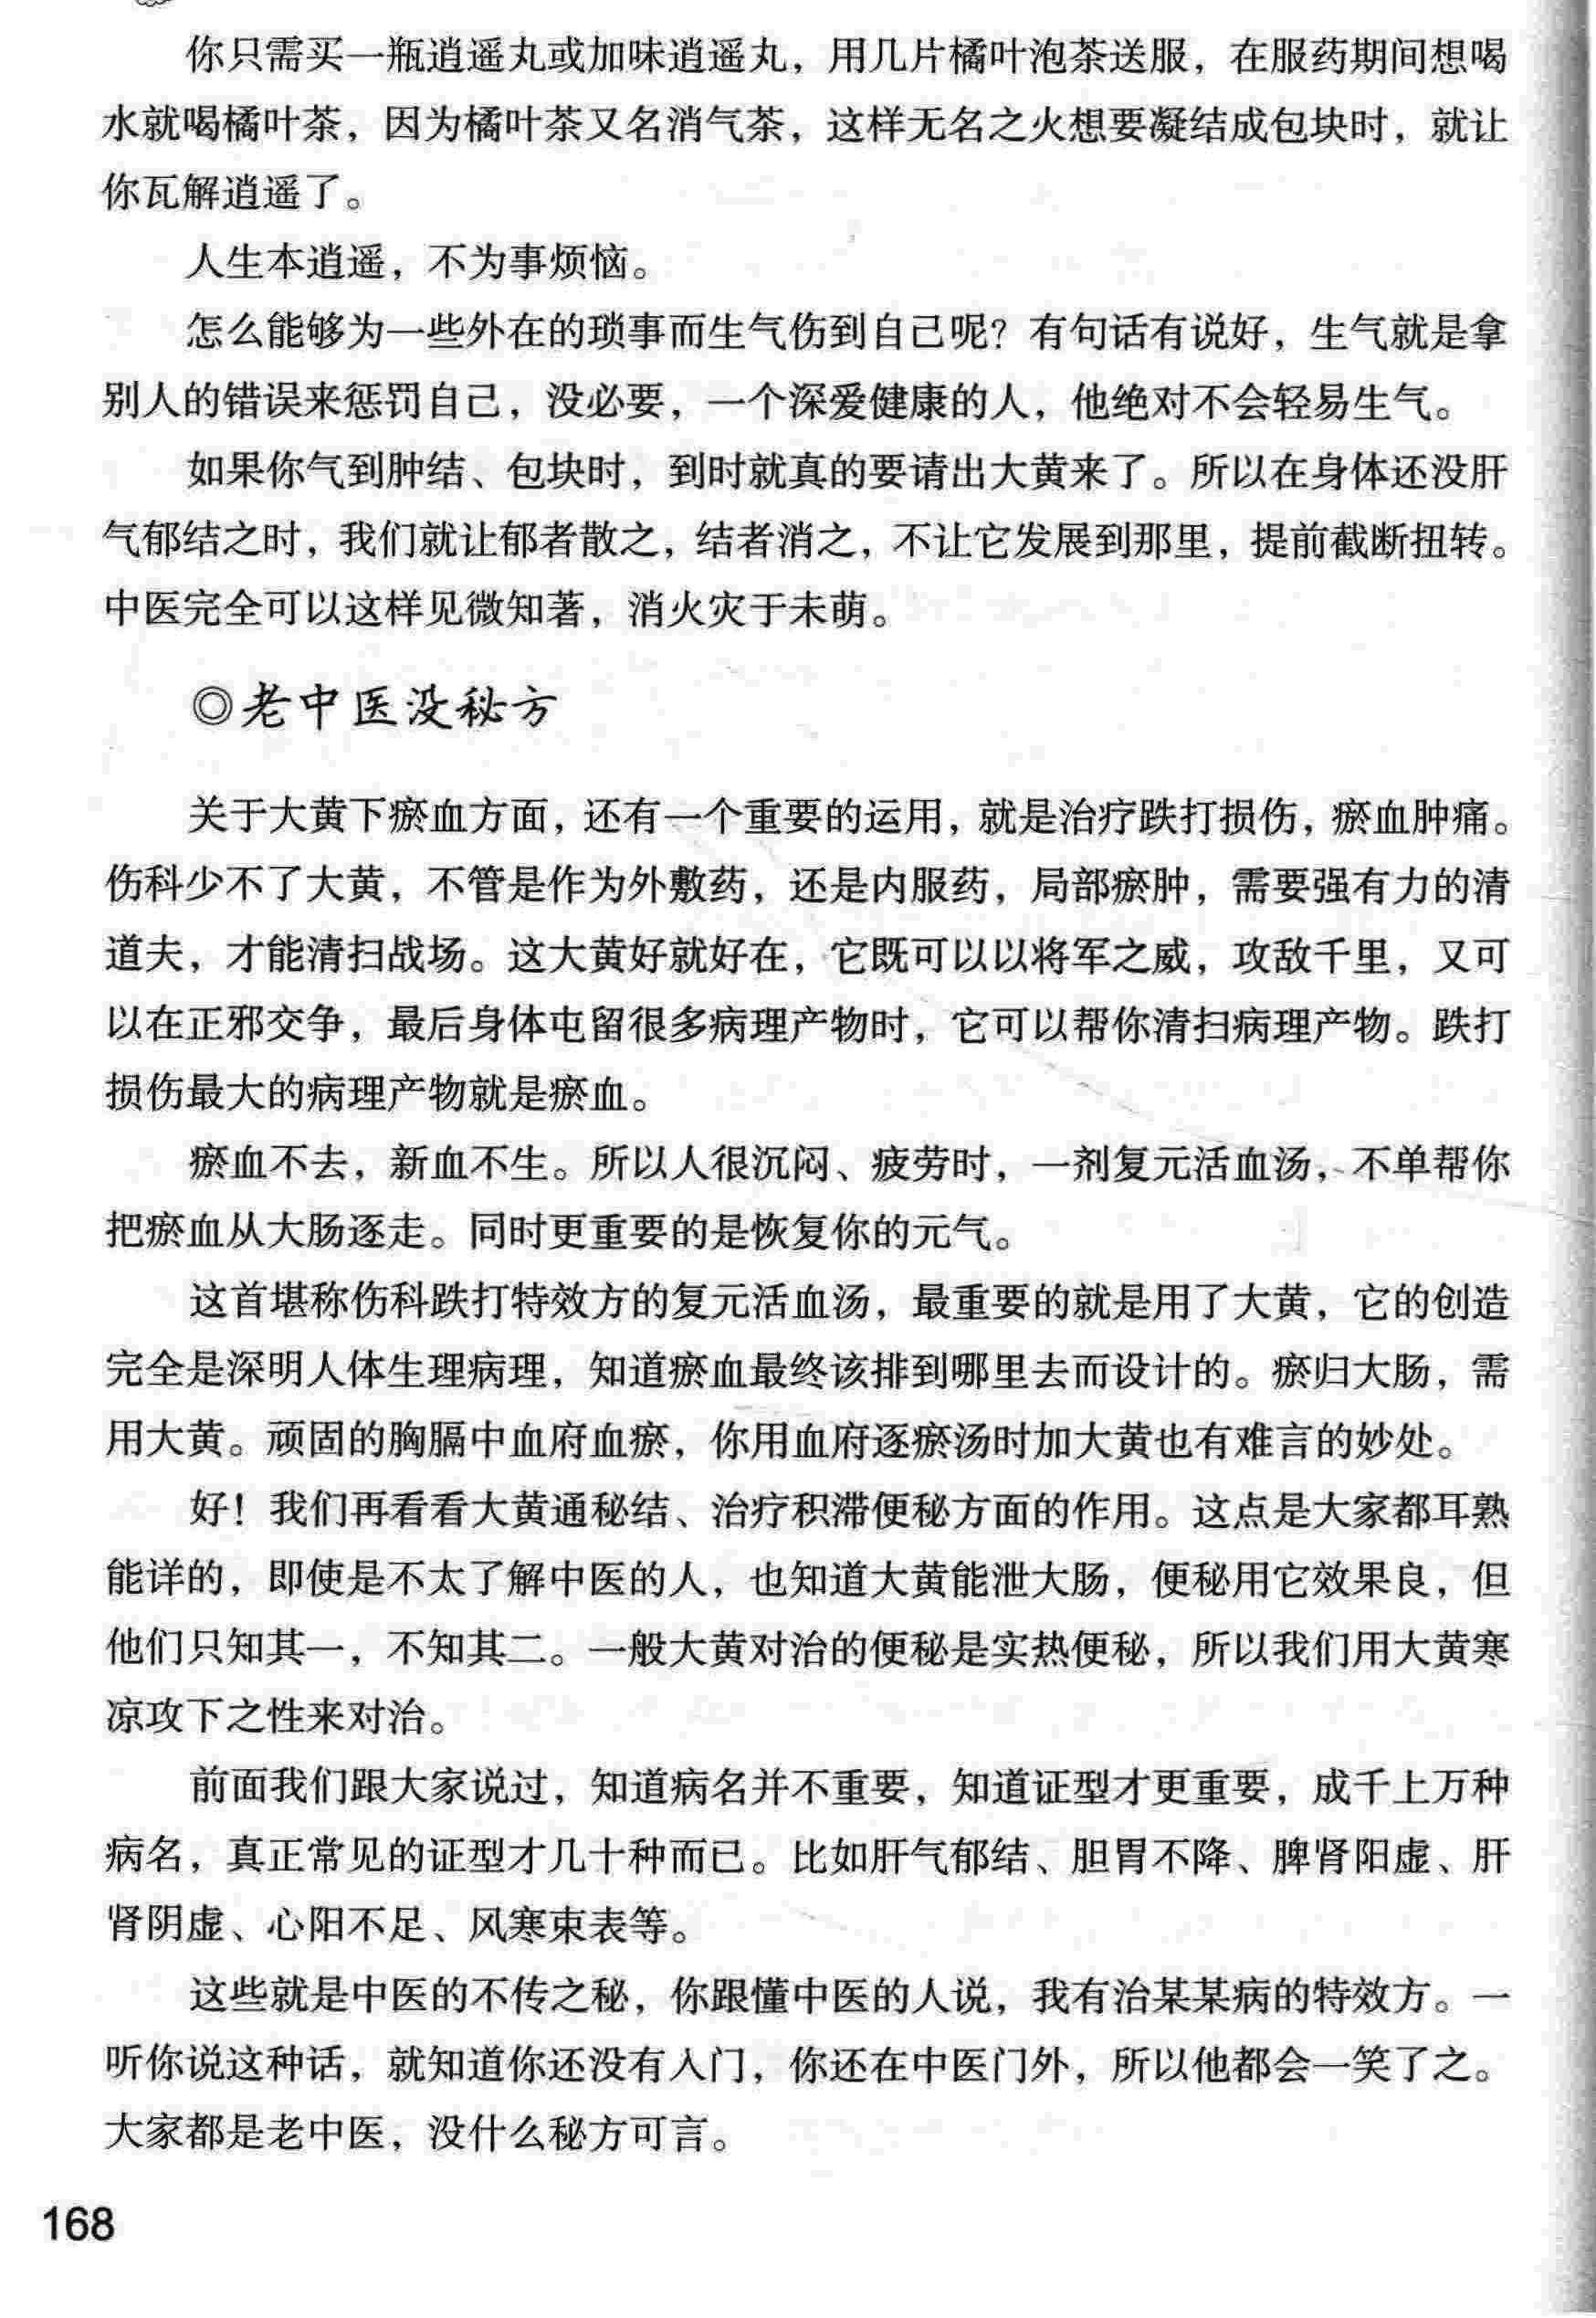 你只需买一瓶逍遥丸或加味逍遥丸，用几片橘叶泡茶送服，在服药期间想喝
水就喝橘叶茶，因为橘叶茶又名消气茶，这样无名之火想要凝结成包块时，就让
你瓦解逍遥了。
人生本逍遥，不为事烦恼。
怎么能够为一些外在的琐事而生气伤到自己呢？有句话有说好，生气就是拿
别人的错误来惩罚自己，没必要，一个深爱健康的人，他绝对不会轻易生气。
如果你气到肿结、包块时，到时就真的要请出大黄来了。所以在身体还没肝
气郁结之时，我们就让郁者散之，结者消之，不让它发展到那里，提前截断扭转。
中医完全可以这样见微知著，消火灾于未萌。
◎老中医没秘方
关于大黄下瘀血方面，还有一个重要的运用，就是治疗跌打损伤，瘀血肿痛。
伤科少不了大黄，不管是作为外敷药，还是内服药，局部瘀肿，需要强有力的清
道夫，才能清扫战场。这大黄好就好在，它既可以以将军之威，攻敌千里，又可
以在正邪交争，最后身体屯留很多病理产物时，它可以帮你清扫病理产物。跌打
损伤最大的病理产物就是瘀血。
瘀血不去，新血不生。所以人很沉闷、疲劳时，一剂复元活血汤，不单帮你
把瘀血从大肠逐走。同时更重要的是恢复你的元气。
这首堪称伤科跌打特效方的复元活血汤，最重要的就是用了大黄，它的创造
完全是深明人体生理病理，知道瘀血最终该排到哪里去而设计的。瘀归大肠，需
用大黄。顽固的胸膈中血府血瘀，你用血府逐瘀汤时加大黄也有难言的妙处。
好！我们再看看大黄通秘结、治疗积滞便秘方面的作用。这点是大家都耳熟
能详的，即使是不太了解中医的人，也知道大黄能泄大肠，便秘用它效果良，但
他们只知其一，不知其二。一般大黄对治的便秘是实热便秘，所以我们用大黄寒
凉攻下之性来对治。
前面我们跟大家说过，知道病名并不重要，知道证型才更重要，成千上万种
病名，真正常见的证型才几十种而已。比如肝气郁结、胆胃不降、脾肾阳虚、肝
肾阴虚、心阳不足、风寒束表等。
这些就是中医的不传之秘，你跟懂中医的人说，我有治某某病的特效方。一
听你说这种话，就知道你还没有入门，你还在中医门外，所以他都会一笑了之。
大家都是老中医，没什么秘方可言。
168